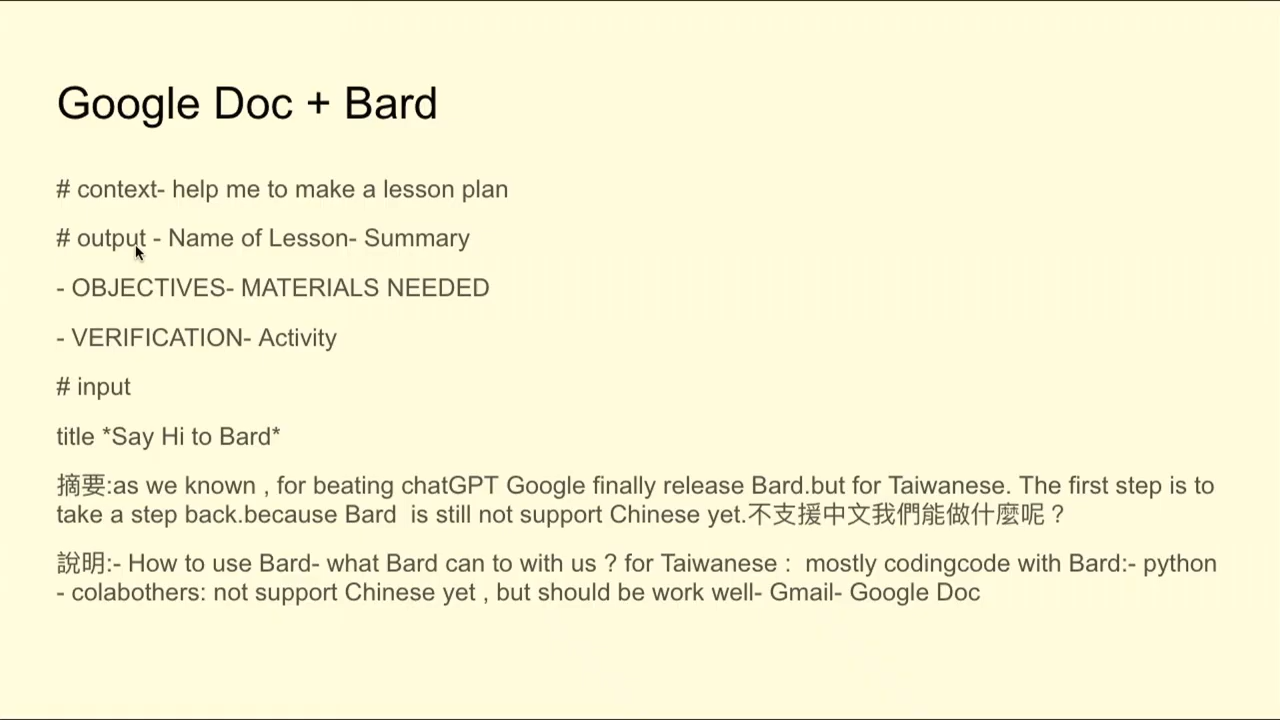 Google Doc + Bard
# context- help me to make a lesson plan
# output - Name of Lesson- Summary
- OBJECTIVES- MATERIALS NEEDED
- VERIFICATION- Activity
# input
title *Say Hi to Bard*
摘要:as we known , for beating chatGPT Google finally release Bard.but for Taiwanese. The first step is to
take a step back.because Bard  is still not support Chinese yet.不支援中文我們能做什麼呢？
說明:- How to use Bard- what Bard can to with us ? for Taiwanese :  mostly codingcode with Bard:- python
- colabothers: not support Chinese yet , but should be work well- Gmail- Google Doc